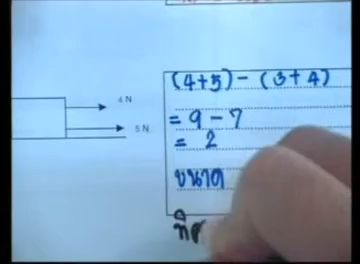 4 N
5 N
(4+5) - (3+4)
= 9 - 7
= 2
ขนาด